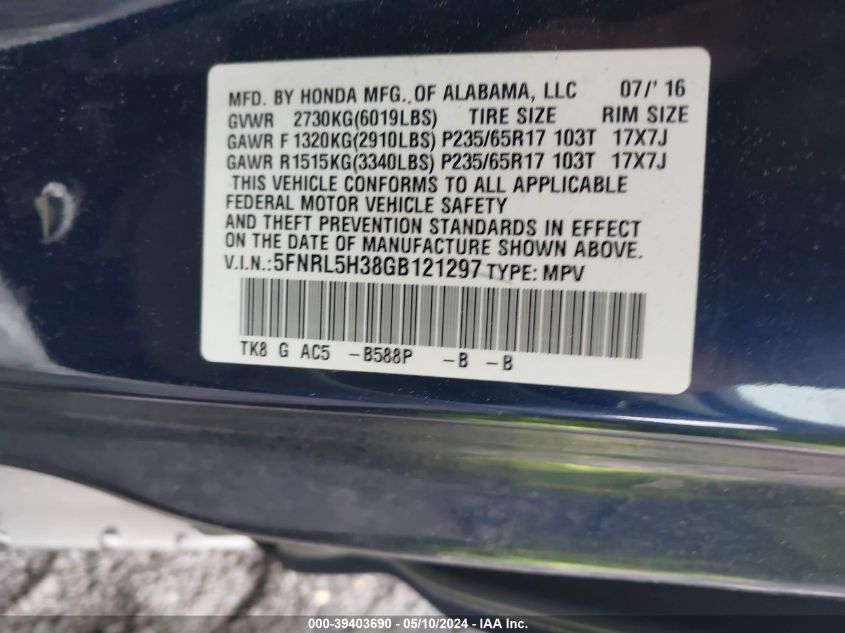 MFD. BY HONDA MFG. OF ALABAMA, LLC 07/' 16
GVWR 2730KG(6019LBS) TIRE SIZE RIM SIZE
GAWR F 1320KG(2910LBS) P235/65R17 103T 17X7J
GAWR R1515KG(3340LBS) P235/65R17 103T 17X7J
THIS VEHICLE CONFORMS TO ALL APPLICABLE
FEDERAL MOTOR VEHICLE SAFETY
AND THEFT PREVENTION STANDARDS IN EFFECT
ON THE DATE OF MANUFACTURE SHOWN ABOVE.
V.I.N.:5FNRL5H38GB121297 TYPE: MPV
TK8 G AC5 -B588P -B -B
000-39403690 - 05/10/2024 - IAAI.com